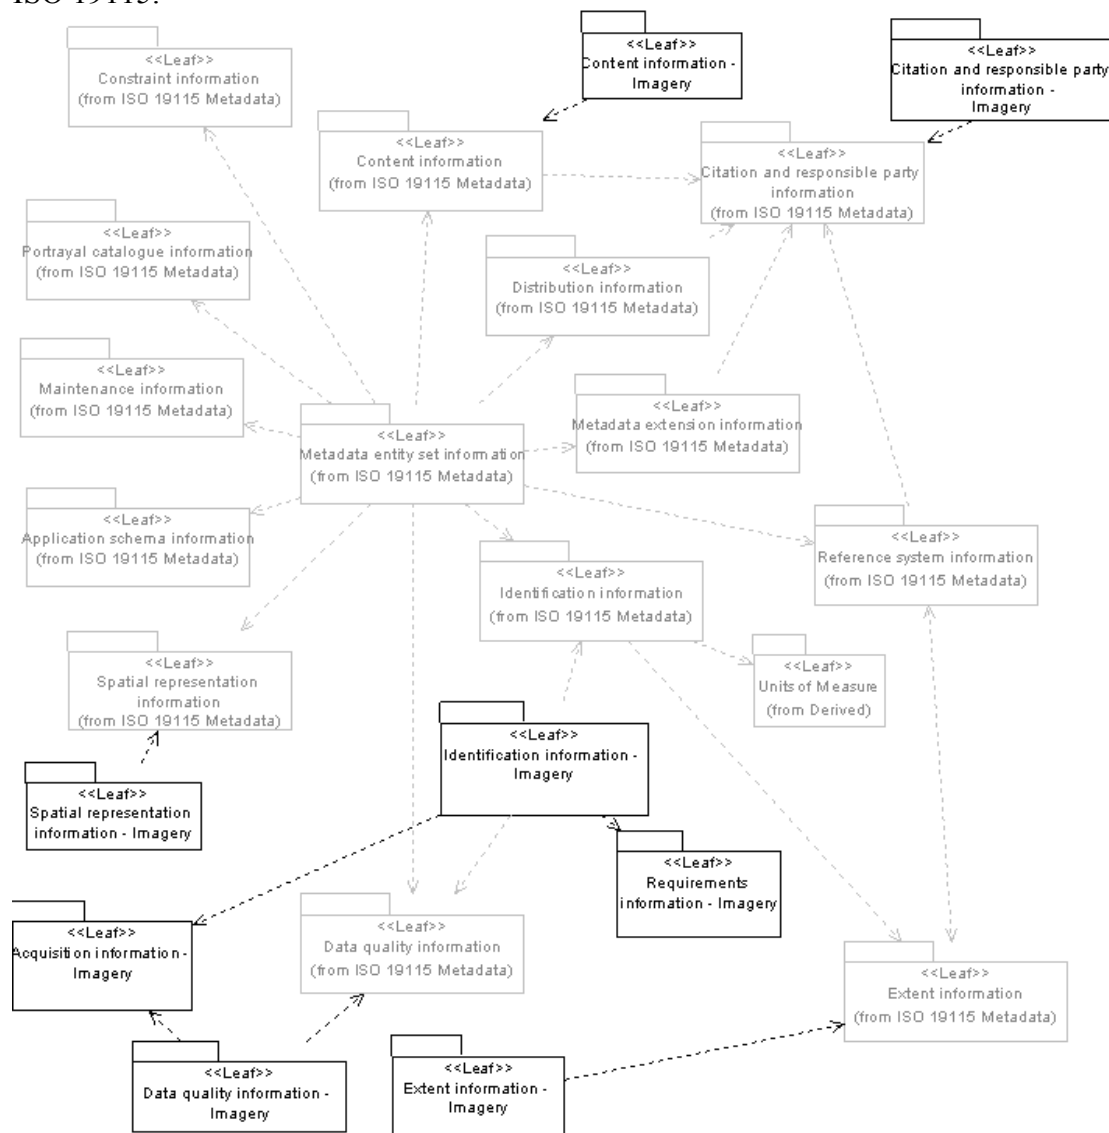 ISO 19115.
<<Leaf>>
Constraint information
(from ISO 19115 Metadata)
<<Leaf>>
Content information -
Imagery
<<Leaf>>
Citation and responsible party
information -
Imagery
<<Leaf>>
Content information
(from ISO 19115 Metadata)
<<Leaf>>
Citation and responsible party
information
(from ISO 19115 Metadata)
<<Leaf>>
Portrayal catalogue information
(from ISO 19115 Metadata)
<<Leaf>>
Distribution information
(from ISO 19115 Metadata)
<<Leaf>>
Maintenance information
(from ISO 19115 Metadata)
<<Leaf>>
Metadata entity set information
(from ISO 19115 Metadata)
<<Leaf>>
Metadata extension information
(from ISO 19115 Metadata)
<<Leaf>>
Application schema information
(from ISO 19115 Metadata)
<<Leaf>>
Identification information
(from ISO 19115 Metadata)
<<Leaf>>
Reference system information
(from ISO 19115 Metadata)
<<Leaf>>
Spatial representation
information
(from ISO 19115 Metadata)
<<Leaf>>
Units of Measure
(from Derived)
<<Leaf>>
Identification information -
Imagery
<<Leaf>>
Spatial representation
information - Imagery
<<Leaf>>
Requirements
information - Imagery
<<Leaf>>
Acquisition information -
Imagery
<<Leaf>>
Data quality information
(from ISO 19115 Metadata)
<<Leaf>>
Extent information
(from ISO 19115 Metadata)
<<Leaf>>
Data quality information -
Imagery
<<Leaf>>
Extent information -
Imagery